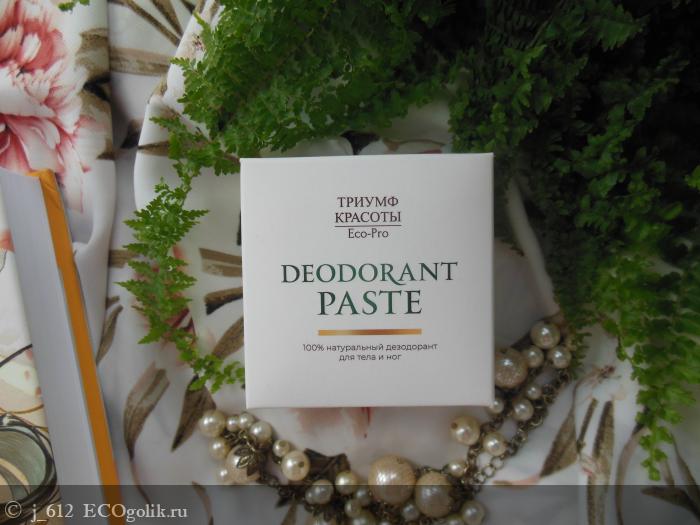 ТРИУМФ
КРАСОТЫ
Eco-Pro
DEODORANT
PASTE
100% натуральный дезодорант
для тела и ног
© j_612 ECOgolik.ru